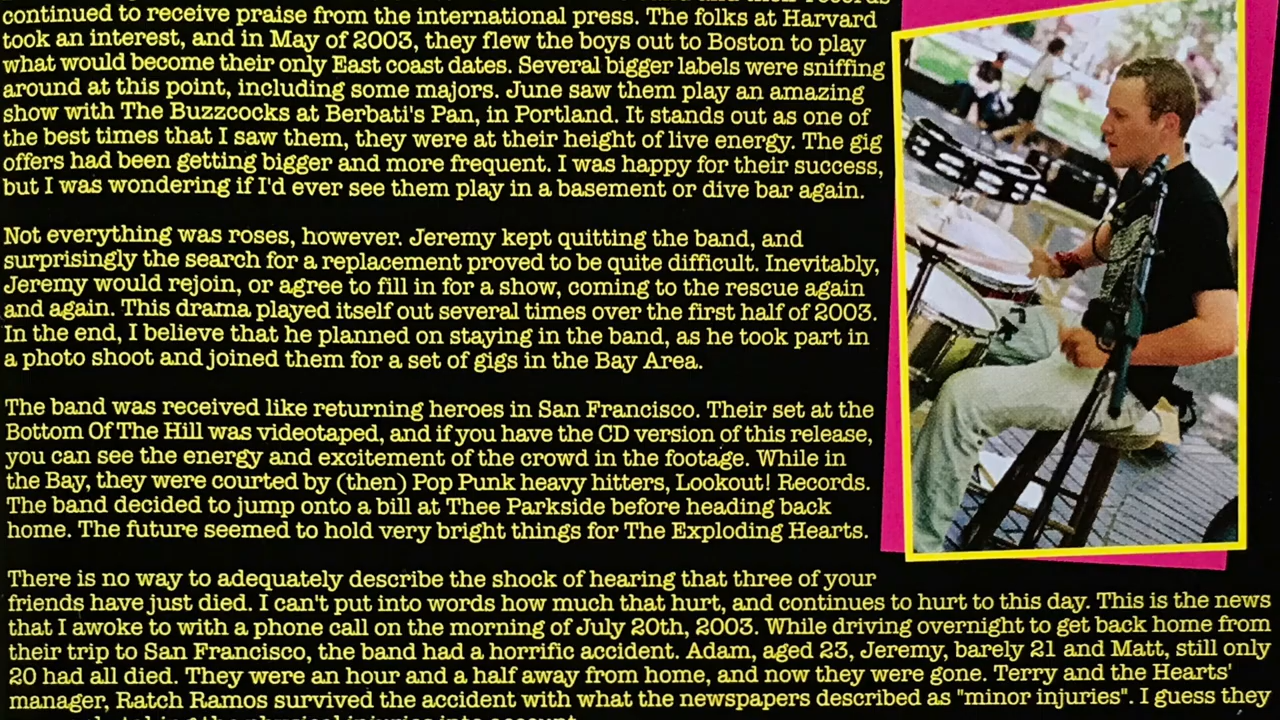 continued to receive praise from the international press. The folks at Harvard
took an interest, and in May of 2003, they flew the boys out to Boston to play
what would become their only East coast dates. Several bigger labels were sniffing
around at this point, including some majors. June saw them play an amazing
show with The Buzzcocks at Berbati's Pan, in Portland. It stands out as one of
the best times that I saw them, they were at their height of live energy. The gig
offers had been getting bigger and more frequent. I was happy for their success,
but I was wondering if I'd ever see them play in a basement or dive bar again.
Not everything was roses, however. Jeremy kept quitting the band, and
surprisingly the search for a replacement proved to be quite difficult. Inevitably,
Jeremy would rejoin, or agree to fill in for a show, coming to the rescue again
and again. This drama played itself out several times over the first half of 2003.
In the end, I believe that he planned on staying in the band, as he took part in
a photo shoot and joined them for a set of gigs in the Bay Area.
The band was received like returning heroes in San Francisco. Their set at the
Bottom Of The Hill was videotaped, and if you have the CD version of this release,
you can see the energy and excitement of the crowd in the footage. While in
the Bay, they were courted by (then) Pop Punk heavy hitters, Lookout! Records.
The band decided to jump onto a bill at Thee Parkside before heading back
home. The future seemed to hold very bright things for The Exploding Hearts.
There is no way to adequately describe the shock of hearing that three of your
friends have just died. I can't put into words how much that hurt, and continues to hurt to this day. This is the news
that I awoke to with a phone call on the morning of July 20th, 2003. While driving overnight to get back home from
their trip to San Francisco, the band had a horrific accident. Adam, aged 23, Jeremy, barely 21 and Matt, still only
20 had all died. They were an hour and a half away from home, and now they were gone. Terry and the Hearts'
manager, Ratch Ramos survived the accident with what the newspapers described as "minor injuries". I guess they